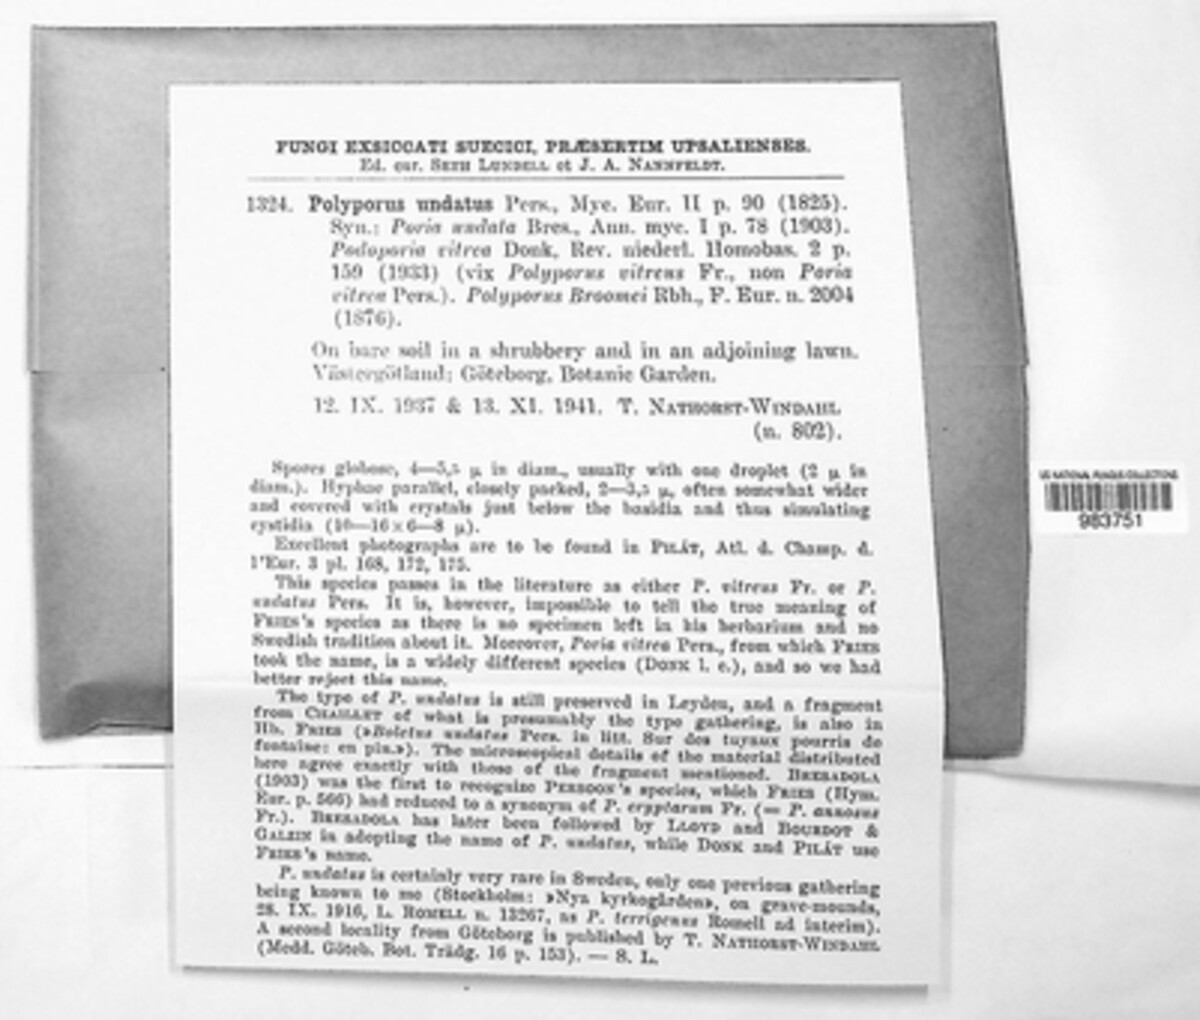 FUNGI EXSICCATI SUECICI, PRÆSERTIM UPSALIENSES.
Ed. cur. SETH LUNDELL et J. A. NANNFELDT.
1324. Polyporus undatus Pers., Myc. Eur. II p. 90 (1825).
Syn.: Poria undata Bres., Ann. myc. I p. 78 (1903).
Podoporia vitrea Donk, Rev. niederl. Homobas. 2 p.
159 (1933) (vix Polyporus vitreus Fr., non Poria
vitrea Pers.). Polyporus Broomei Rbh., F. Eur. n. 2004
(1876).
On bare soil in a shrubbery and in an adjoining lawn.
Västergötland: Göteborg, Botanic Garden.
12. IX. 1937 & 13. XI. 1941. T. NATHORST-WINDAHL
(n. 802).
Spores globose, 4—5,5 µ in diam., usually with one droplet (2 µ in
diam.). Hyphae parallel, closely packed, 2—3,5 µ, often somewhat wider
and covered with crystals just below the basidia and thus simulating
cystidia (10—16×6—8 µ).
Excellent photographs are to be found in PILÁT, Atl. d. Champ. d.
l'Eur. 3 pl. 168, 172, 175.
This species passes in the literature as either P. vitreus Fr. or P.
undatus Pers. It is, however, impossible to tell the true meaning of
FRIES's species as there is no specimen left in his herbarium and no
Swedish tradition about it. Moreover, Poria vitrea Pers., from which FRIES
took the name, is a widely different species (DONK l. c.), and so we had
better reject this name.
The type of P. undatus is still preserved in Leyden, and a fragment
from CHAILLET of what is presumably the type gathering, is also in
Hb. FRIES (»Boletus undatus Pers. in litt. Sur des tuyaux pourris de
fontaine: en pin.»). The microscopical details of the material distributed
here agree exactly with those of the fragment mentioned. BRESADOLA
(1903) was the first to recognize PERSOON's species, which FRIES (Hym.
Eur. p. 566) had reduced to a synonym of P. cryptarum Fr. (= P. annosus
Fr.). BRESADOLA has later been followed by LLOYD and BOURDOT &
GALZIN in adopting the name of P. undatus, while DONK and PILÁT use
FRIES's name.
P. undatus is certainly very rare in Sweden, only one previous gathering
being known to me (Stockholm: »Nya kyrkogården», on grave-mounds,
28. IX. 1916, L. ROMELL n. 13267, as P. terrigenus Romell ad interim).
A second locality from Göteborg is published by T. NATHORST-WINDAHL
(Medd. Göteb. Bot. Trädg. 16 p. 153). — S. L.
US NATIONAL FUNGUS COLLECTIONS
983751